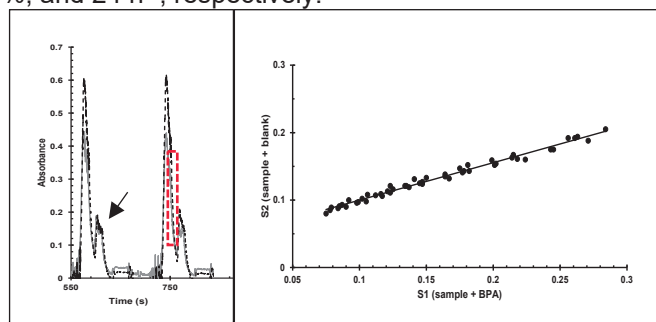 %, and 24 h⁻¹, respectively.
0.7
0.6
0.5
0.4
0.3
0.2
0.1
0
Absorbance
550 750
Time (s)
0.3
0.2
0.1
0
S2 (sample + blank)
0.05 0.1 0.15 0.2 0.25 0.3
S1 (sample + BPA)